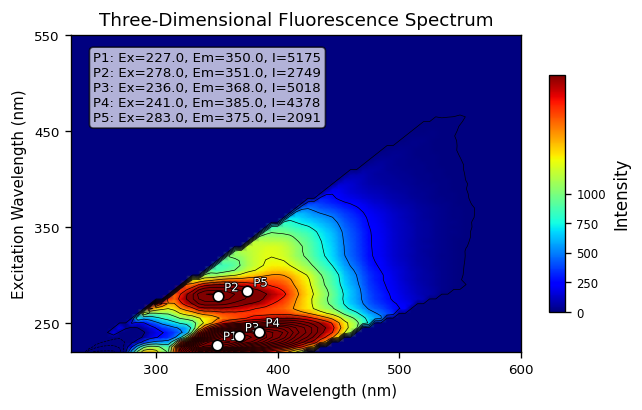 Three-Dimensional Fluorescence Spectrum
P1: Ex=227.0, Em=350.0, I=5175
P2: Ex=278.0, Em=351.0, I=2749
P3: Ex=236.0, Em=368.0, I=5018
P4: Ex=241.0, Em=385.0, I=4378
P5: Ex=283.0, Em=375.0, I=2091
Excitation Wavelength (nm)
550
450
350
250
P2
P5
P1
P3
P4
300
400
500
600
Emission Wavelength (nm)
1000
750
500
250
0
Intensity